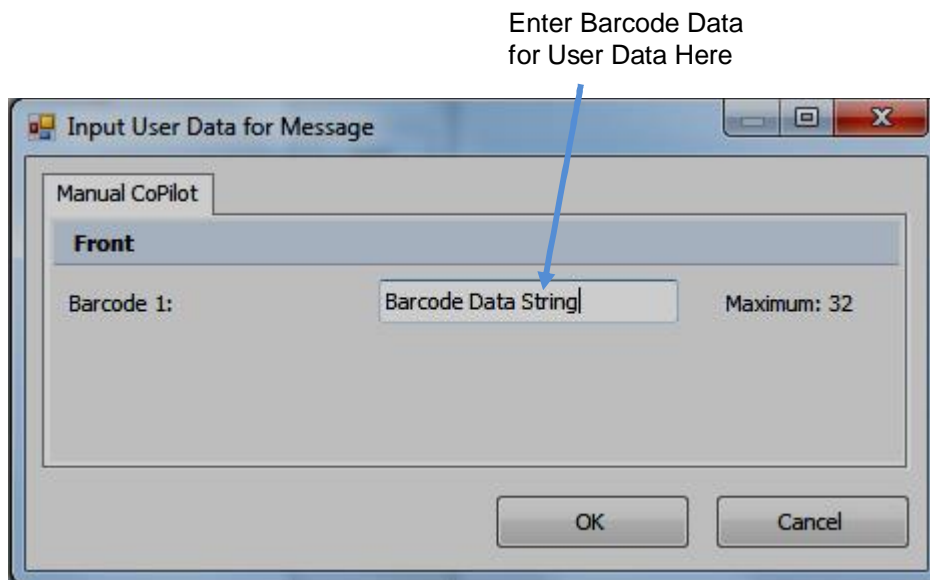 Enter Barcode Data
for User Data Here
Input User Data for Message
Manual CoPilot
Front
Barcode 1: Barcode Data String Maximum: 32
OK Cancel